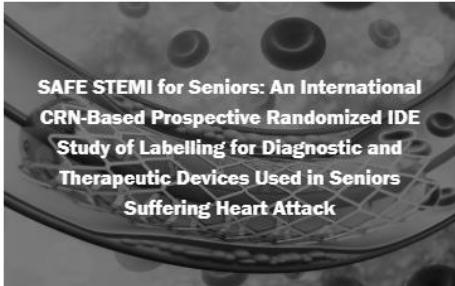 SAFE STEMI for Seniors: An International
CRN-Based Prospective Randomized IDE
Study of Labelling for Diagnostic and
Therapeutic Devices Used in Seniors
Suffering Heart Attack